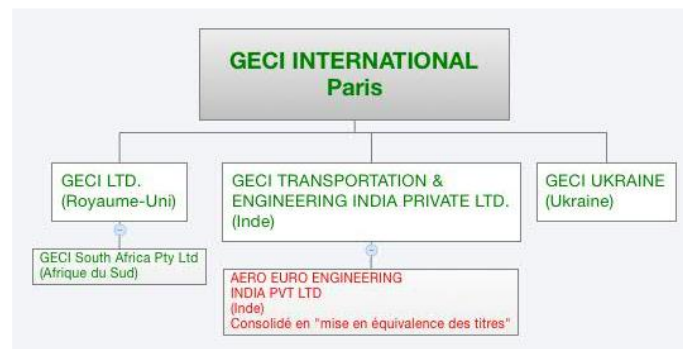 GECI INTERNATIONAL
Paris
GECI LTD.
(Royaume-Uni)
GECI South Africa Pty Ltd
(Afrique du Sud)
GECI TRANSPORTATION &
ENGINEERING INDIA PRIVATE LTD.
(Inde)
AERO EURO ENGINEERING
INDIA PVT LTD
(Inde)
Consolidé en "mise en équivalence des titres"
GECI UKRAINE
(Ukraine)